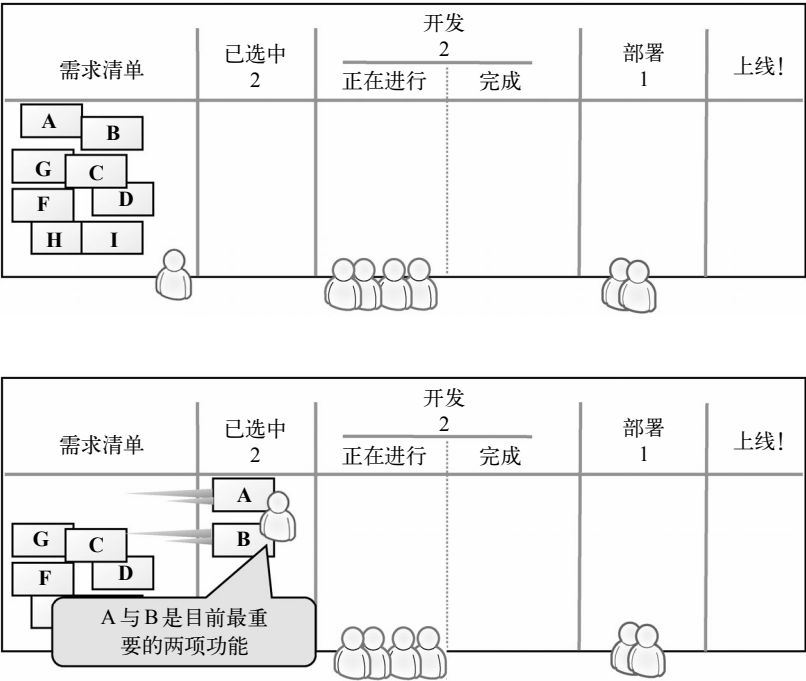 需求清单
已选中
2
开发
2
正在进行
完成
部署
1
上线!
A
B
G
C
F
D
H
I
需求清单
已选中
2
开发
2
正在进行
完成
部署
1
上线!
A
B
G
C
F
D
A与B是目前最重
要的两项功能